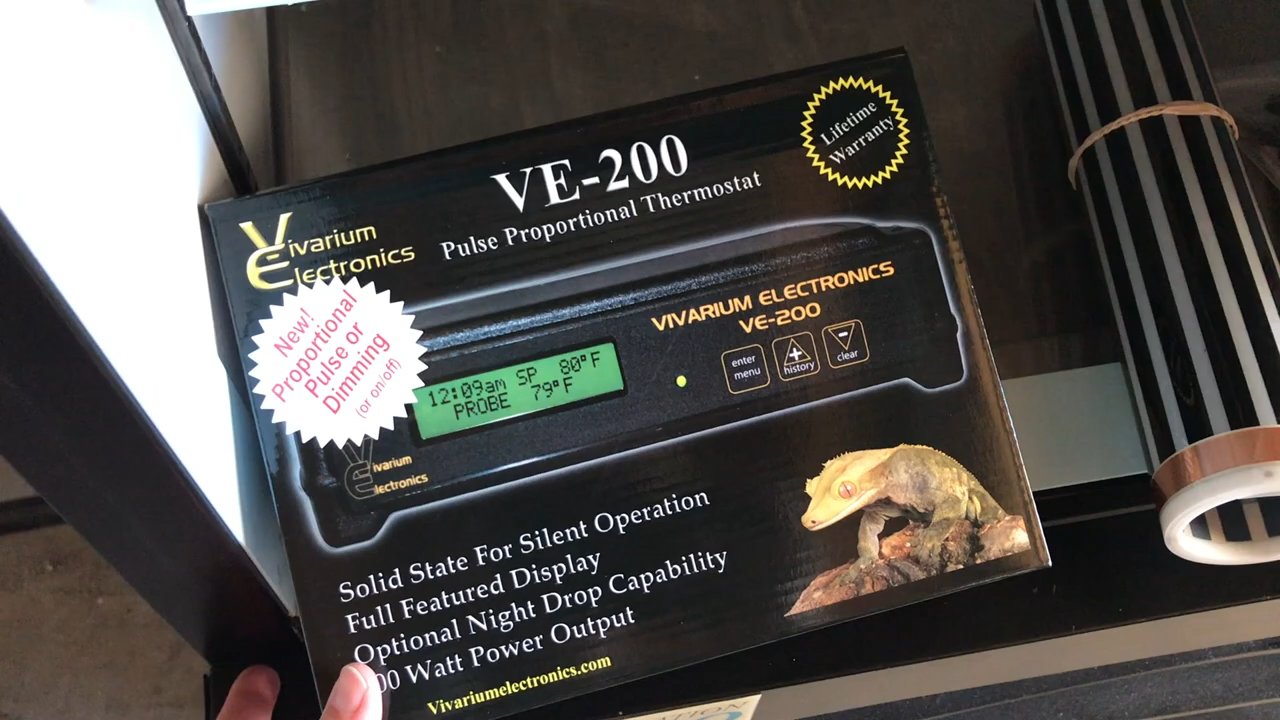 VE-200
Pulse Proportional Thermostat
Lifetime
Warranty
Vivarium
Electronics
New!
Proportional
Pulse or
Dimming
(or on/off)
VIVARIUM ELECTRONICS
VE-200
12:09am SP 80°F
PROBE 79°F
enter
menu
+
history
-
clear
Vivarium
Electronics
Solid State For Silent Operation
Full Featured Display
Optional Night Drop Capability
00 Watt Power Output
Vivariumelectronics.com